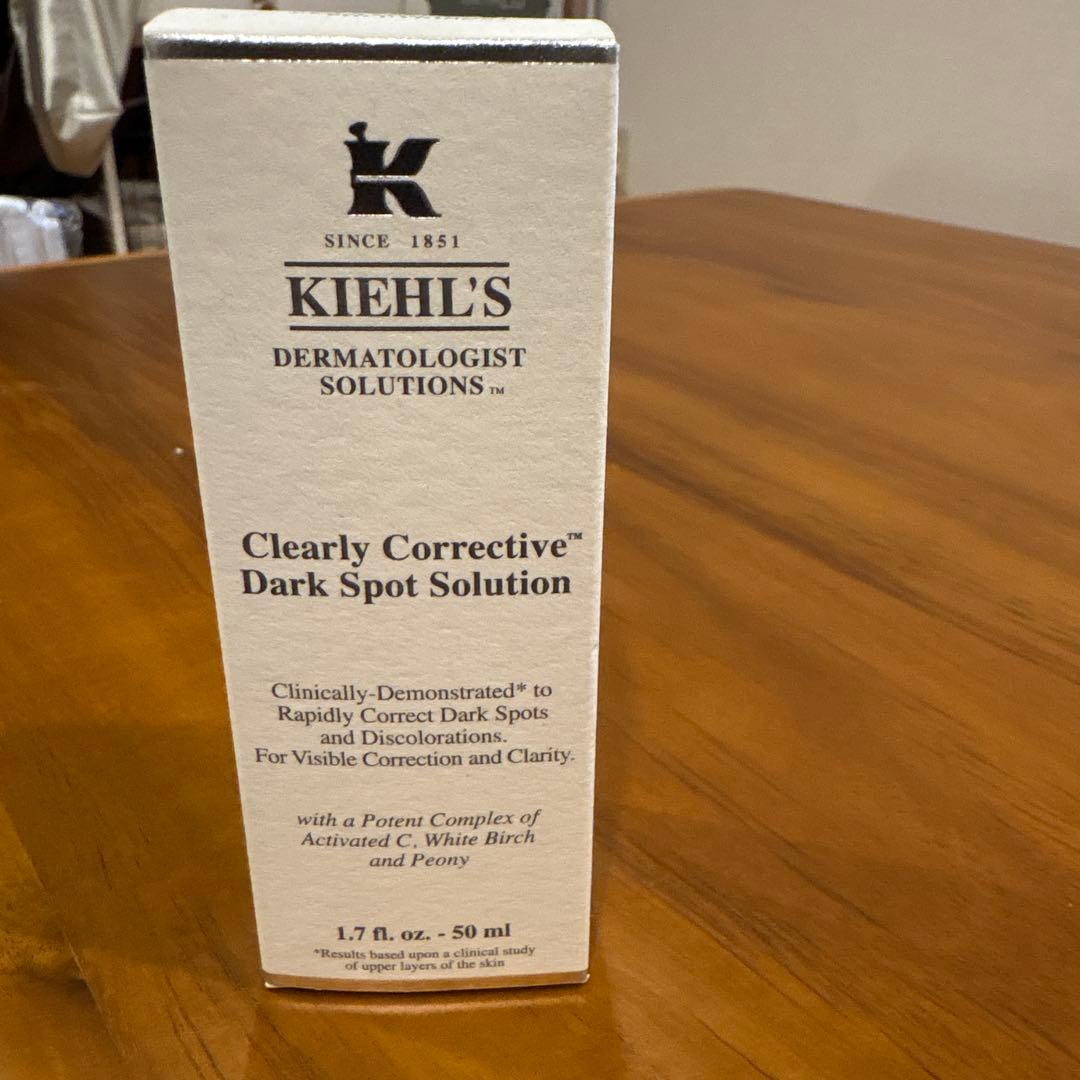 K
SINCE 1851
KIEHL'S
DERMATOLOGIST
SOLUTIONS™
Clearly Corrective™
Dark Spot Solution
Clinically-Demonstrated* to
Rapidly Correct Dark Spots
and Discolorations.
For Visible Correction and Clarity.
with a Potent Complex of
Activated C, White Birch
and Peony
1.7 fl. oz. - 50 ml
*Results based upon a clinical study
of upper layers of the skin